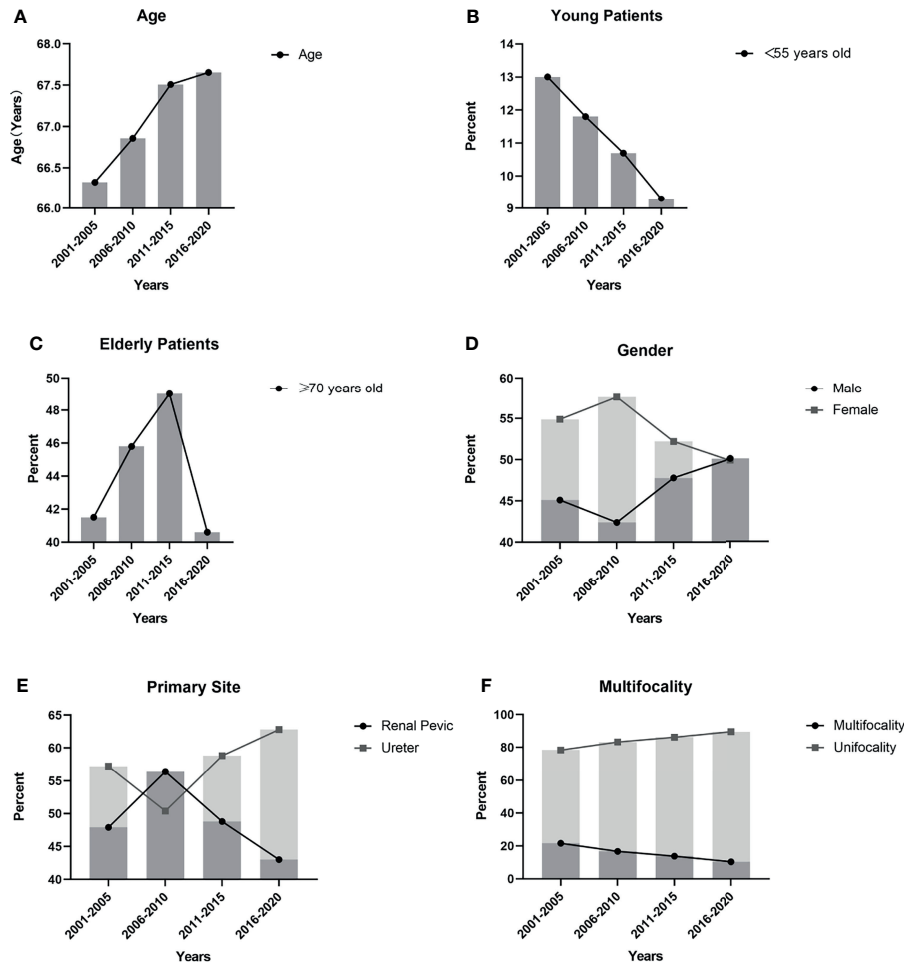 A
Age
Age(Years)
68.0
67.5
67.0
66.5
66.0
2001-2005
2006-2010
2011-2015
2016-2020
Years
Age
B
Young Patients
Percent
14
13
12
11
10
9
2001-2005
2006-2010
2011-2015
2016-2020
Years
<55 years old
C
Elderly Patients
Percent
50
48
46
44
42
40
2001-2005
2006-2010
2011-2015
2016-2020
Years
⩾70 years old
D
Gender
Percent
60
55
50
45
40
2001-2005
2006-2010
2011-2015
2016-2020
Years
Male
Female
E
Primary Site
Percent
65
60
55
50
45
40
2001-2005
2006-2010
2011-2015
2016-2020
Years
Renal Pevic
Ureter
F
Multifocality
Percent
100
80
60
40
20
0
2001-2005
2006-2010
2011-2015
2016-2020
Years
Multifocality
Unifocality